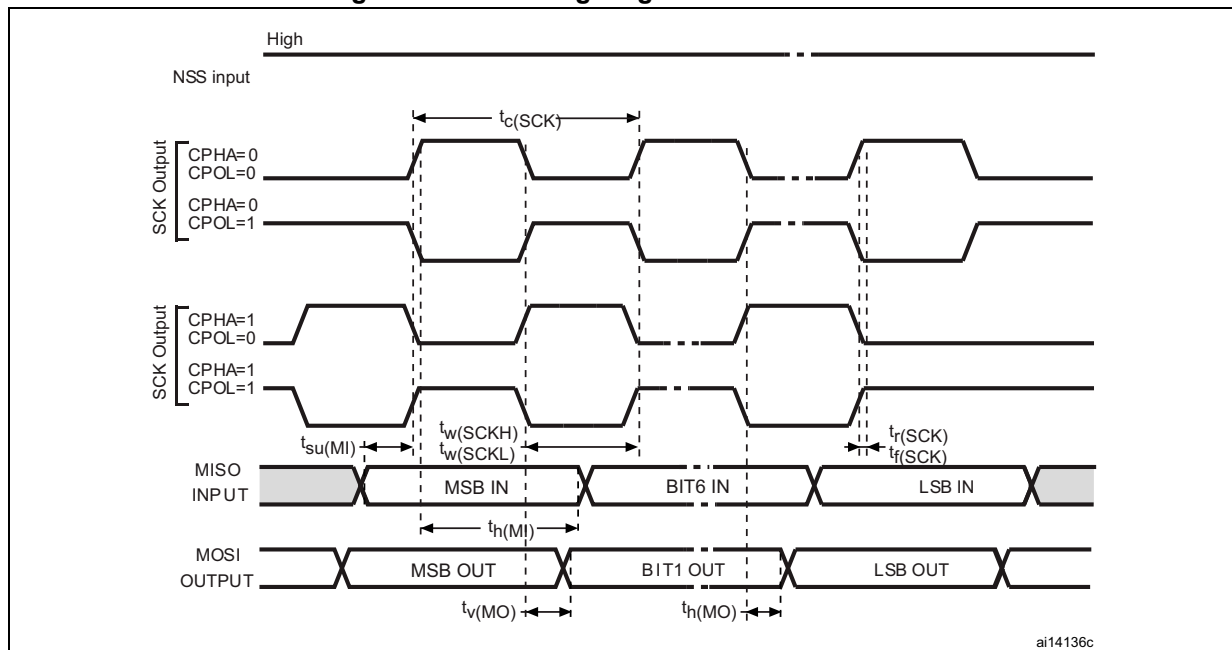 High
NSS input
tc(SCK)
SCK Output
CPHA=0
CPOL=0
CPHA=0
CPOL=1
SCK Output
CPHA=1
CPOL=0
CPHA=1
CPOL=1
tsu(MI)
tw(SCKH)
tw(SCKL)
tr(SCK)
tf(SCK)
MISO
INPUT
MSB IN
BIT6 IN
LSB IN
th(MI)
MOSI
OUTPUT
MSB OUT
BIT1 OUT
LSB OUT
tv(MO)
th(MO)
ai14136c